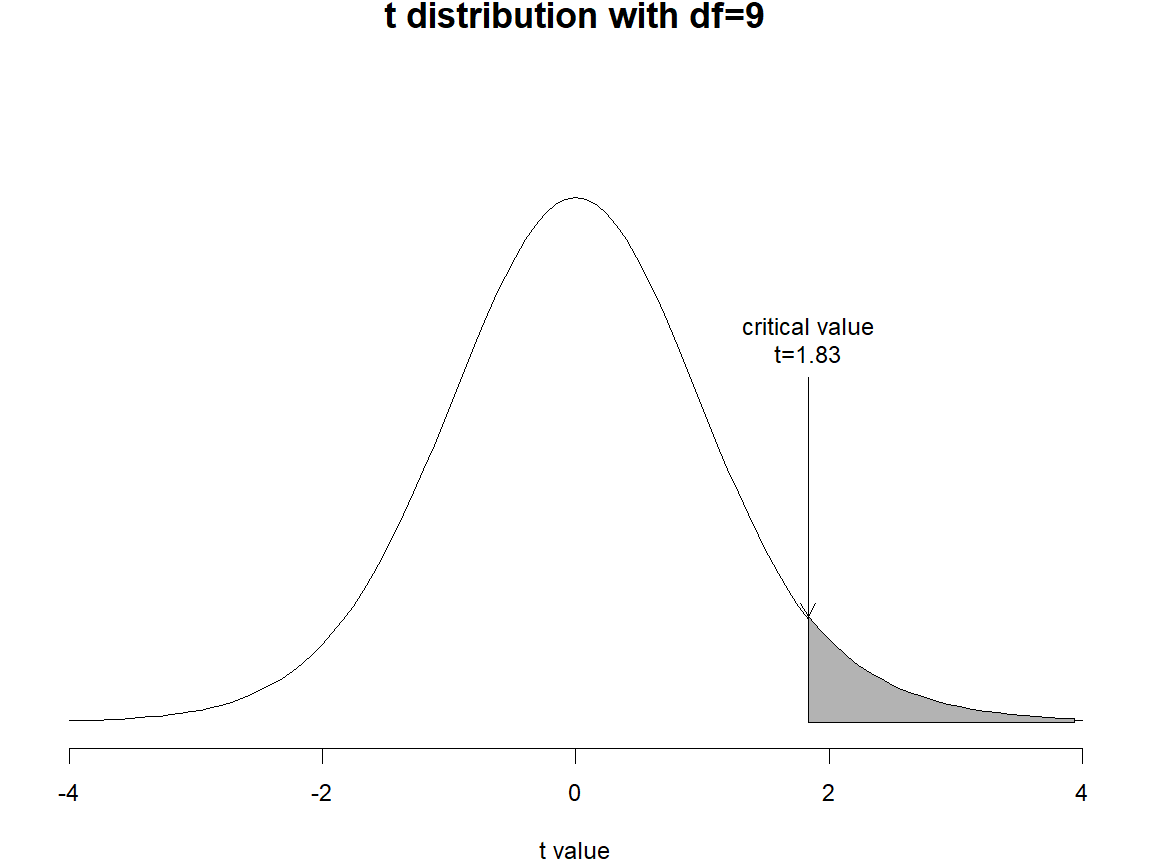 t distribution with df=9
critical value
t=1.83
-4 -2 0 2 4
t value